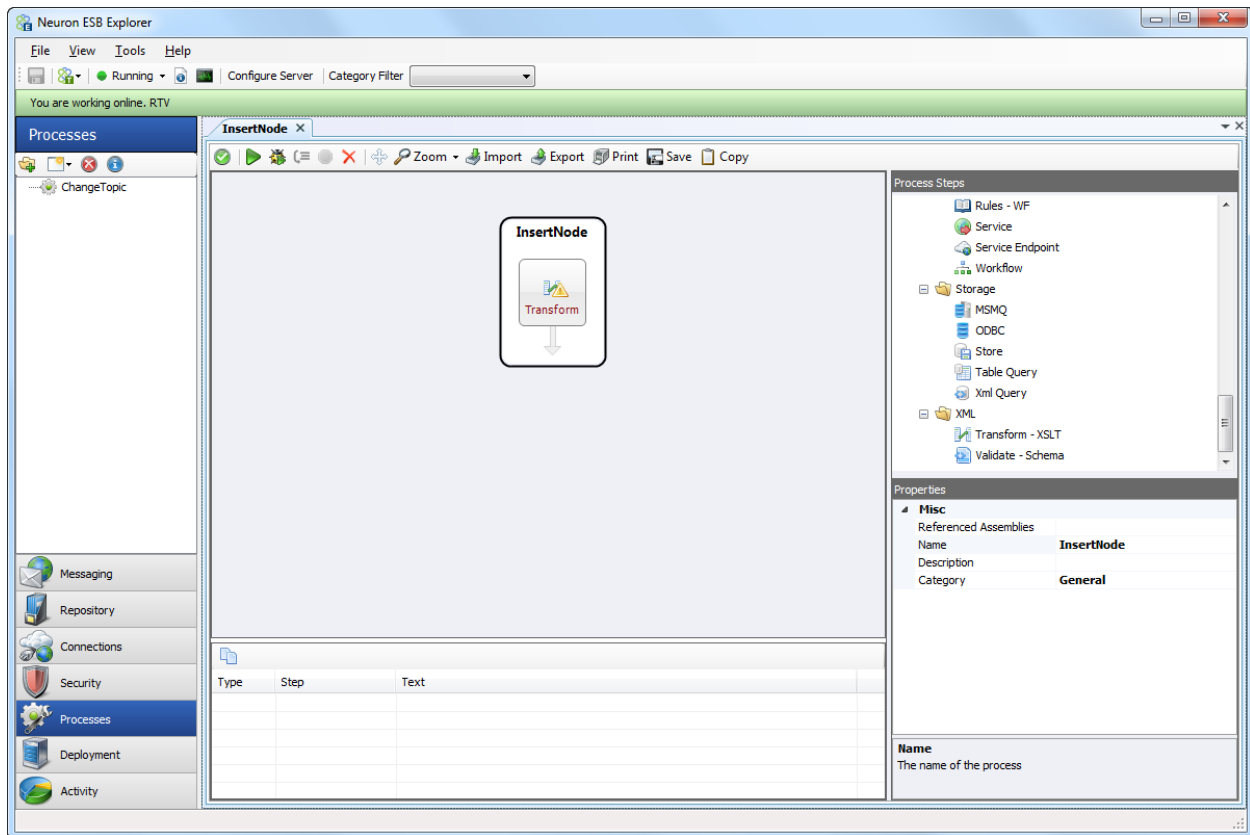 Neuron ESB Explorer
File View Tools Help
Running Configure Server Category Filter
You are working online. RTV
Processes
InsertNode
Zoom Import Export Print Save Copy
ChangeTopic
InsertNode
Transform
Process Steps
Rules - WF
Service
Service Endpoint
Workflow
Storage
MSMQ
ODBC
Store
Table Query
Xml Query
XML
Transform - XSLT
Validate - Schema
Properties
Misc
Referenced Assemblies
Name InsertNode
Description
Category General
Messaging
Repository
Connections
Security
Processes
Deployment
Activity
Type Step Text
Name
The name of the process